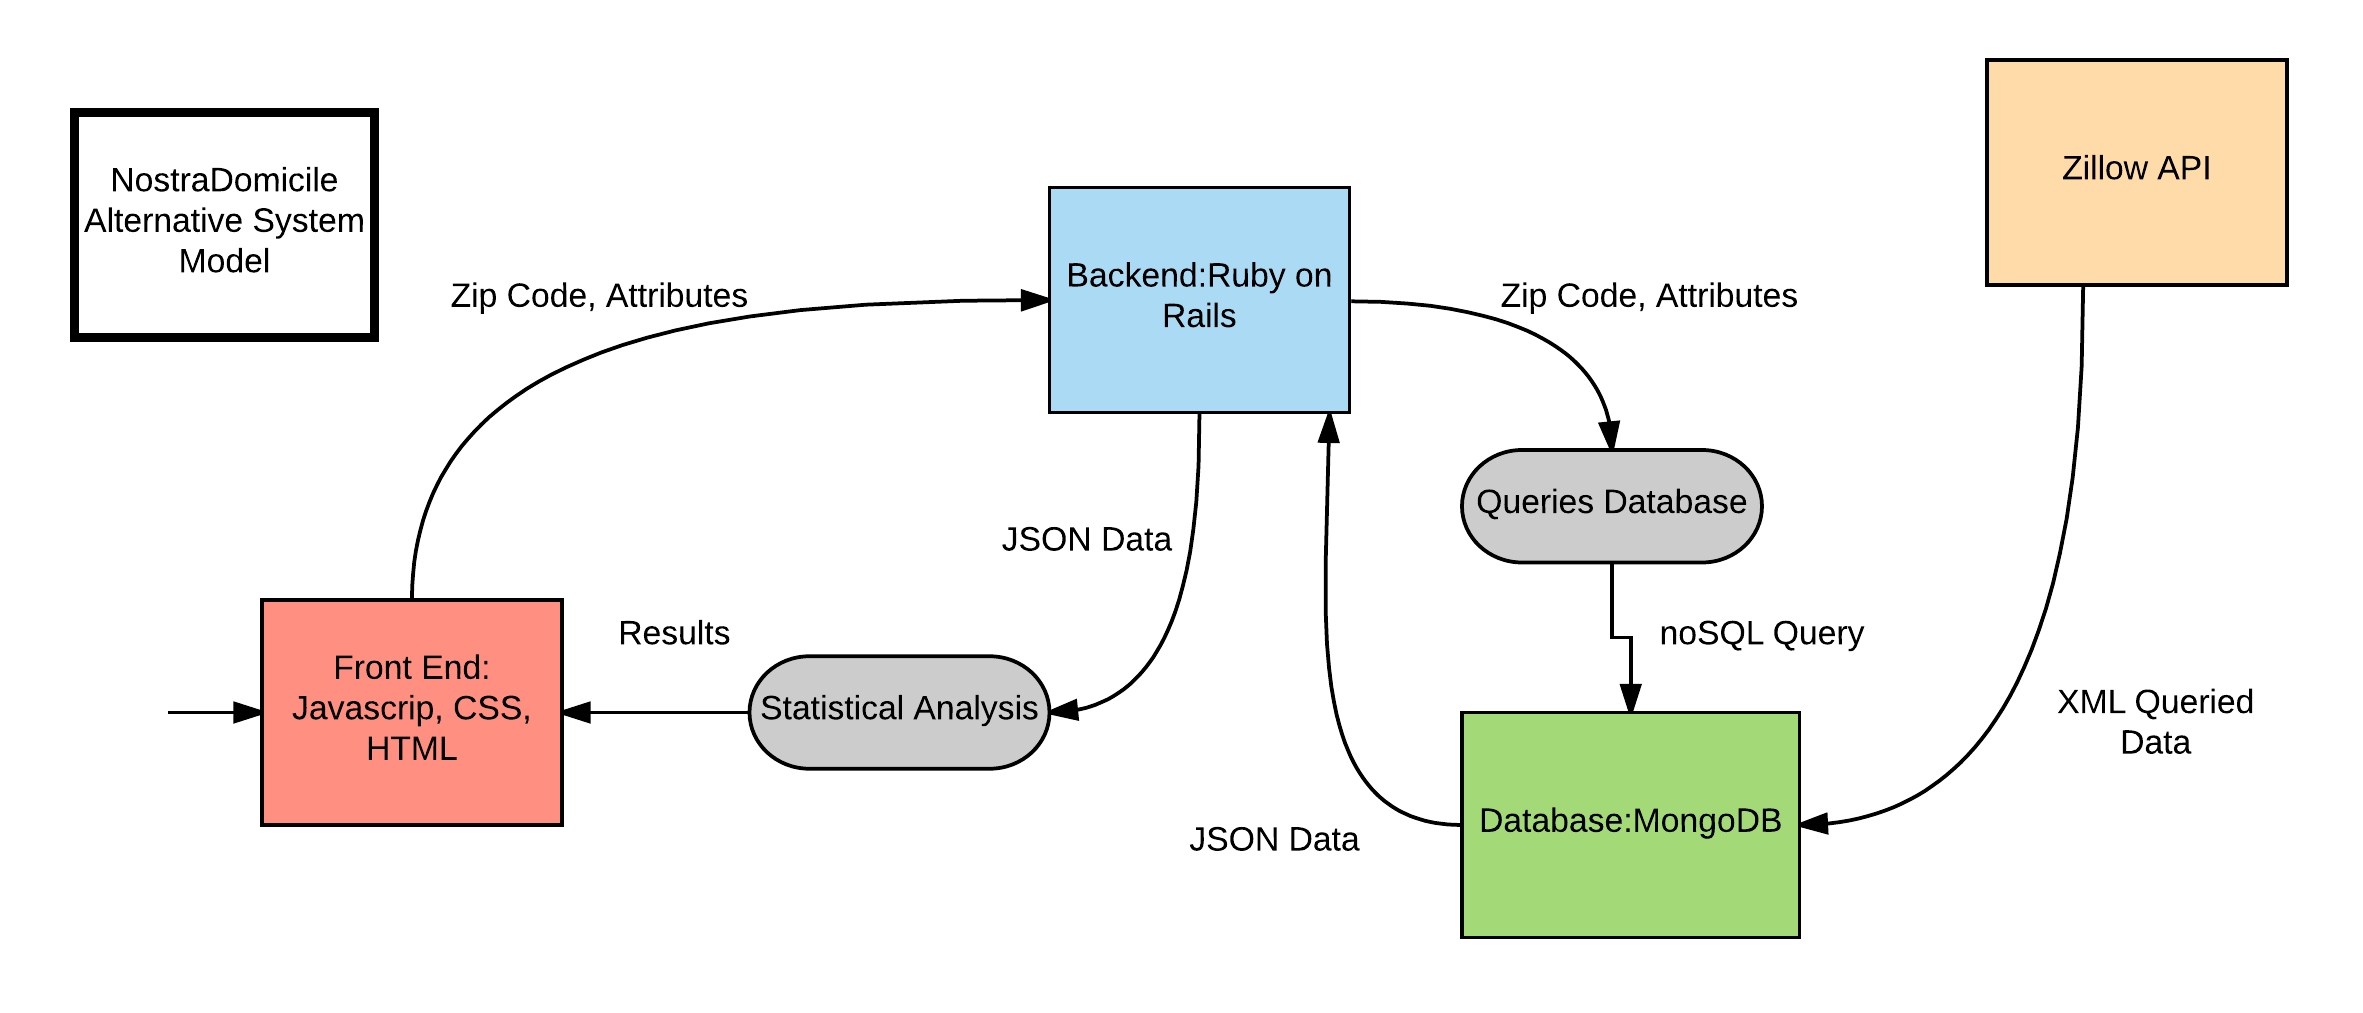 NostraDomicile
Alternative System
Model
Zillow API
Backend:Ruby on
Rails
Zip Code, Attributes
Zip Code, Attributes
Queries Database
JSON Data
noSQL Query
Results
Front End:
Javascrip, CSS,
HTML
Statistical Analysis
XML Queried
Data
Database:MongoDB
JSON Data